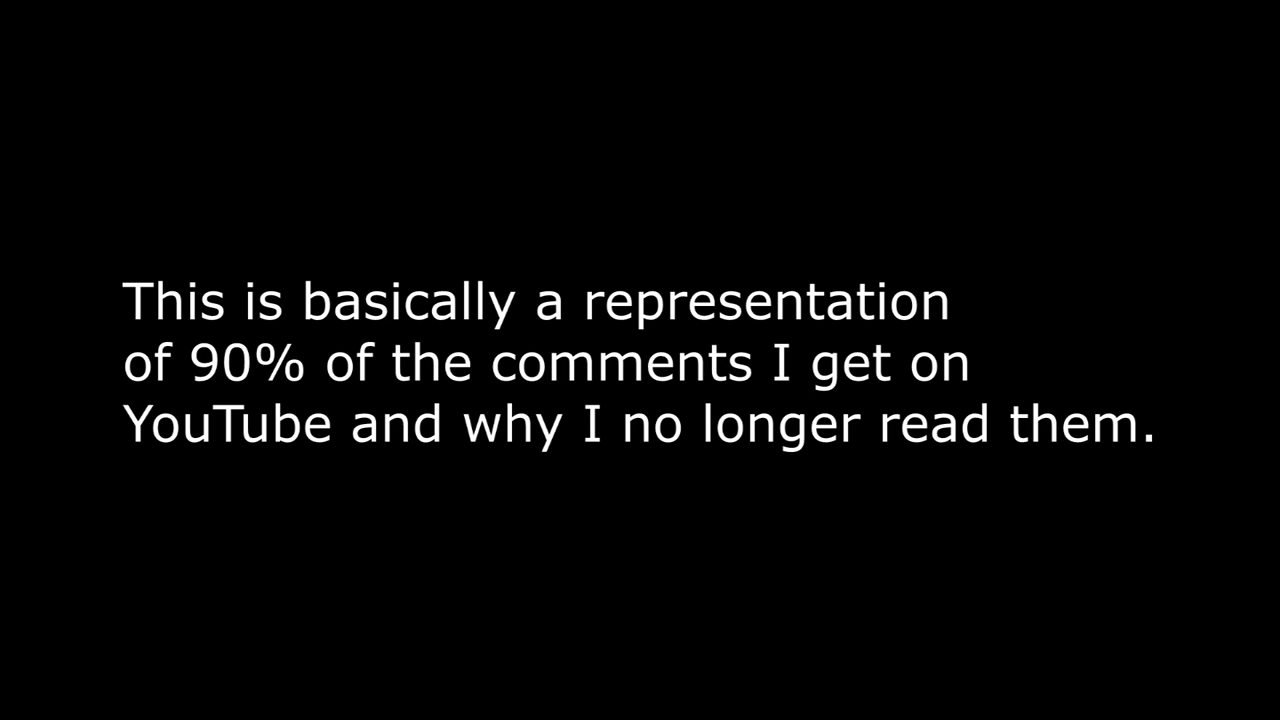 This is basically a representation
of 90% of the comments I get on
YouTube and why I no longer read them.